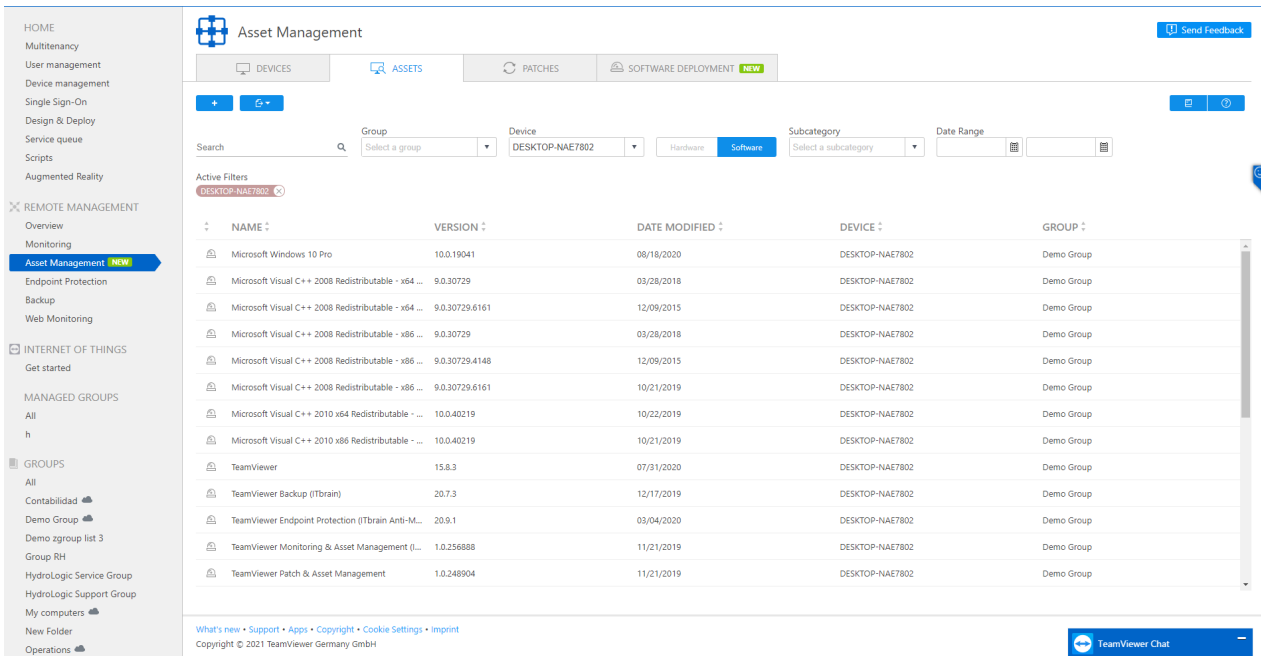 HOME
Multitenancy
User management
Device management
Single Sign-On
Design & Deploy
Service queue
Scripts
Augmented Reality
REMOTE MANAGEMENT
Overview
Monitoring
Asset Management NEW
Endpoint Protection
Backup
Web Monitoring
INTERNET OF THINGS
Get started
MANAGED GROUPS
All
h
GROUPS
All
Contabilidad
Demo Group
Demo zgroup list 3
Group RH
HydroLogic Service Group
HydroLogic Support Group
My computers
New Folder
Operations
Asset Management
Send Feedback
DEVICES ASSETS PATCHES SOFTWARE DEPLOYMENT NEW
+ ?
Group Device Subcategory Date Range
Search Select a group DESKTOP-NAE7802 Hardware Software Select a subcategory
Active Filters
DESKTOP-NAE7802
NAME VERSION DATE MODIFIED DEVICE GROUP
Microsoft Windows 10 Pro 10.0.19041 08/18/2020 DESKTOP-NAE7802 Demo Group
Microsoft Visual C++ 2008 Redistributable - x64 ... 9.0.30729 03/28/2018 DESKTOP-NAE7802 Demo Group
Microsoft Visual C++ 2008 Redistributable - x64 ... 9.0.30729.6161 12/09/2015 DESKTOP-NAE7802 Demo Group
Microsoft Visual C++ 2008 Redistributable - x86 ... 9.0.30729 03/28/2018 DESKTOP-NAE7802 Demo Group
Microsoft Visual C++ 2008 Redistributable - x86 ... 9.0.30729.4148 12/09/2015 DESKTOP-NAE7802 Demo Group
Microsoft Visual C++ 2008 Redistributable - x86 ... 9.0.30729.6161 10/21/2019 DESKTOP-NAE7802 Demo Group
Microsoft Visual C++ 2010 x64 Redistributable - ... 10.0.40219 10/22/2019 DESKTOP-NAE7802 Demo Group
Microsoft Visual C++ 2010 x86 Redistributable - ... 10.0.40219 10/21/2019 DESKTOP-NAE7802 Demo Group
TeamViewer 15.8.3 07/31/2020 DESKTOP-NAE7802 Demo Group
TeamViewer Backup (ITbrain) 20.7.3 12/17/2019 DESKTOP-NAE7802 Demo Group
TeamViewer Endpoint Protection (ITbrain Anti-M... 20.9.1 03/04/2020 DESKTOP-NAE7802 Demo Group
TeamViewer Monitoring & Asset Management (I... 1.0.256888 11/21/2019 DESKTOP-NAE7802 Demo Group
TeamViewer Patch & Asset Management 1.0.248904 11/21/2019 DESKTOP-NAE7802 Demo Group
What's new • Support • Apps • Copyright • Cookie Settings • Imprint
Copyright © 2021 TeamViewer Germany GmbH
TeamViewer Chat